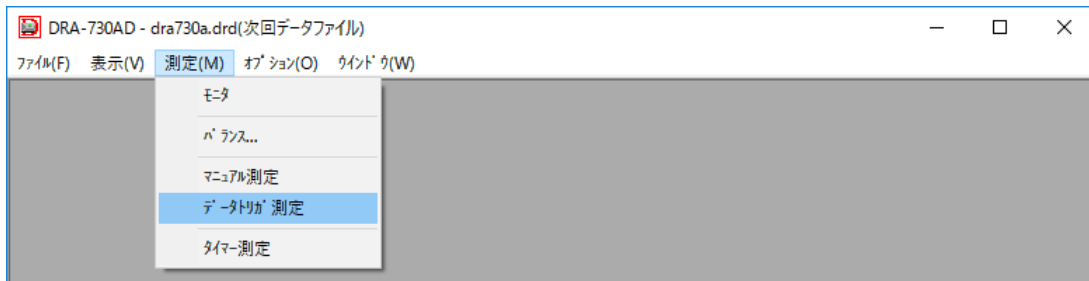 DRA-730AD - dra730a.drd(次回データファイル)
ﾌｧｲﾙ(F) 表示(V) 測定(M) ｵﾌﾟｼｮﾝ(O) ｳｲﾝﾄﾞｳ(W)
ﾓﾆﾀ
ﾊﾞﾗﾝｽ...
ﾏﾆｭｱﾙ測定
ﾃﾞｰﾀﾄﾘｶﾞ測定
ﾀｲﾏｰ測定